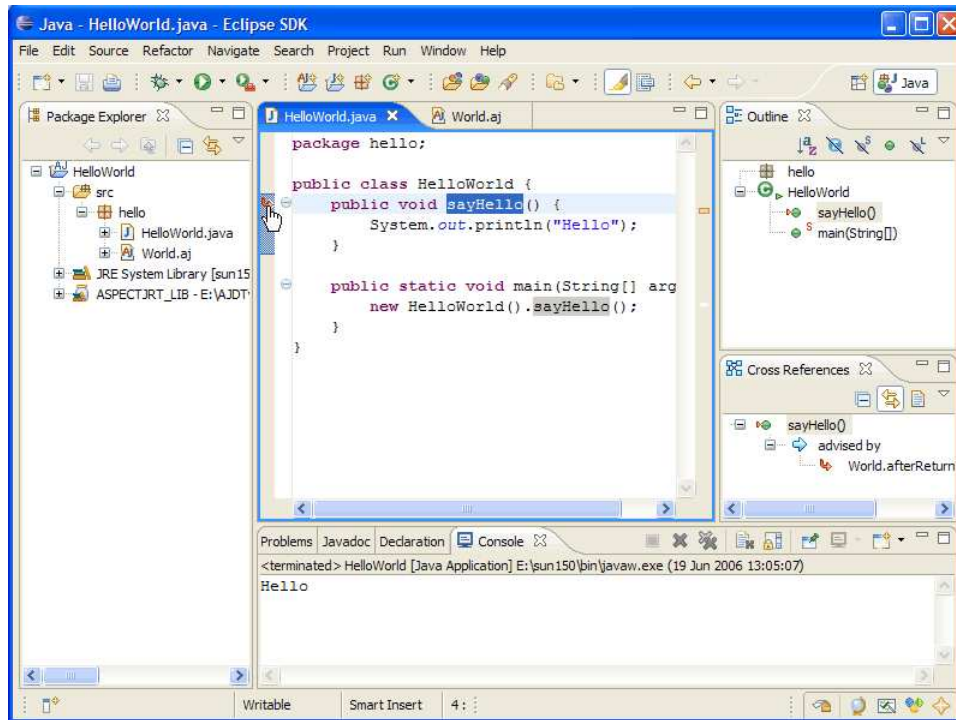 Java - HelloWorld.java - Eclipse SDK
File Edit Source Refactor Navigate Search Project Run Window Help
Java
Package Explorer
HelloWorld
src
hello
HelloWorld.java
World.aj
JRE System Library [sun15
ASPECTJRT_LIB - E:\AJDT
HelloWorld.java World.aj
package hello;
public class HelloWorld {
public void sayHello() {
System.out.println("Hello");
}
public static void main(String[] arg
new HelloWorld().sayHello();
}
}
Outline
hello
HelloWorld
sayHello()
main(String[])
Cross References
sayHello()
advised by
World.afterReturn
Problems Javadoc Declaration Console
<terminated> HelloWorld [Java Application] E:\sun150\bin\javaw.exe (19 Jun 2006 13:05:07)
Hello
Writable Smart Insert 4 :